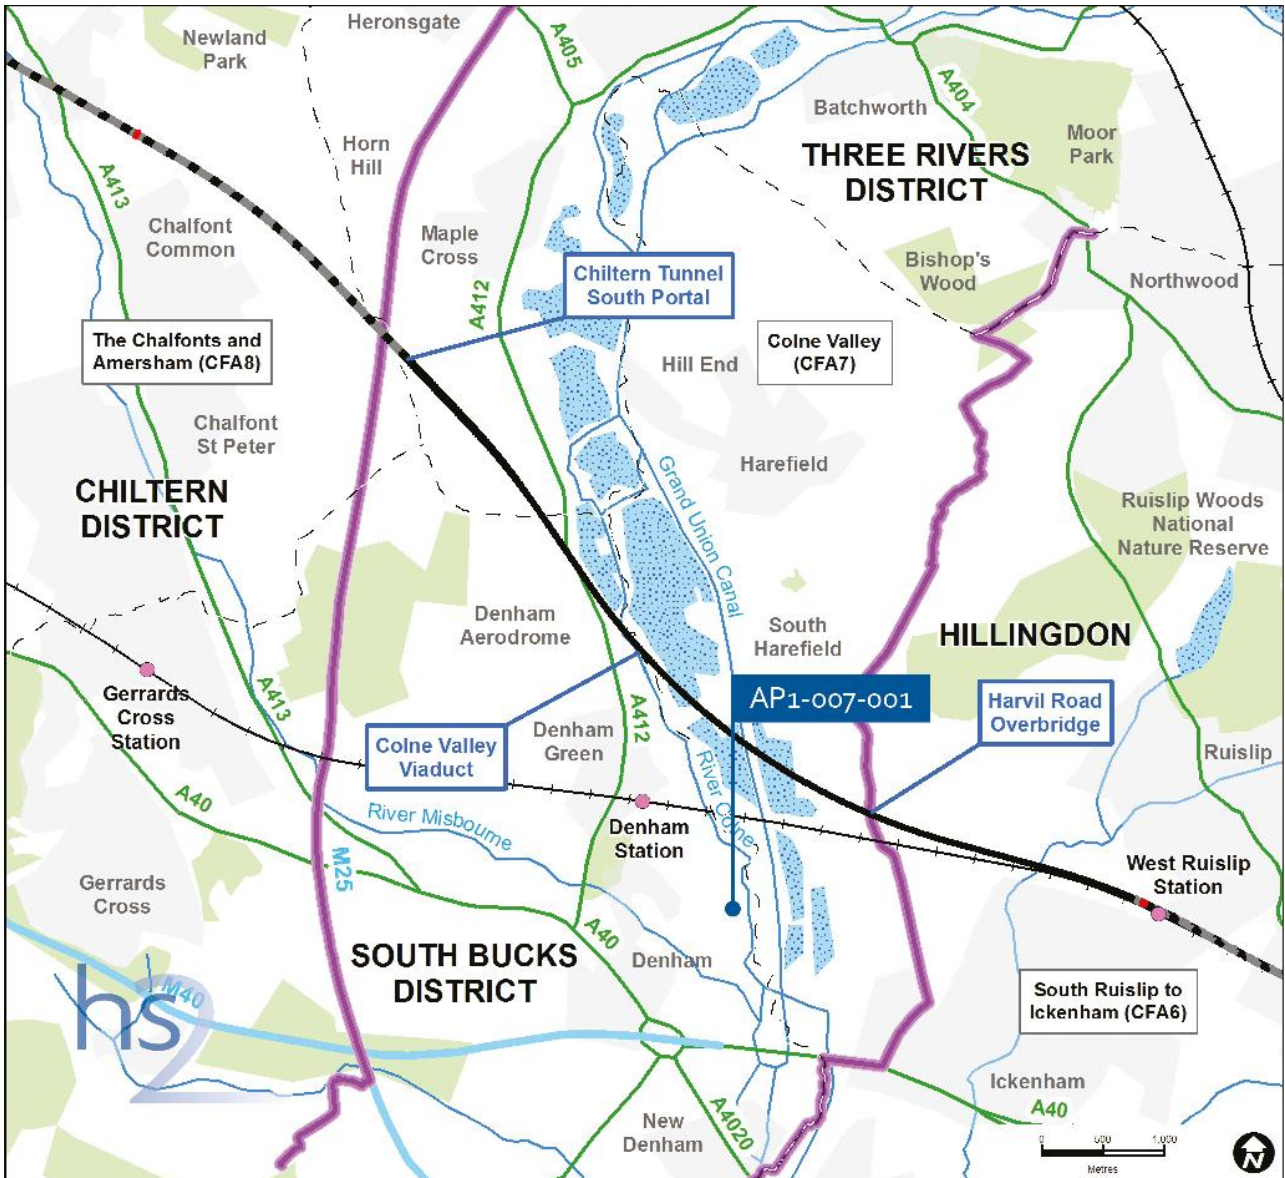 Heronsgate
Newland
Park
A405
Batchworth
A404
Moor
Park
Horn
Hill
THREE RIVERS
DISTRICT
A413
Chalfont
Common
Maple
Cross
Bishop's
Wood
Northwood
Chiltern Tunnel
South Portal
A412
The Chalfonts and
Amersham (CFA8)
Hill End
Colne Valley
(CFA7)
Chalfont
St Peter
Harefield
Grand Union Canal
CHILTERN
DISTRICT
Ruislip Woods
National
Nature Reserve
Denham
Aerodrome
South
Harefield
HILLINGDON
Gerrards
Cross
Station
A413
A412
AP1-007-001
Harvil Road
Overbridge
Colne Valley
Viaduct
Denham
Green
Ruislip
River Colne
A40
River Misbourne
Denham
Station
M25
West Ruislip
Station
Gerrards
Cross
A40
SOUTH BUCKS
DISTRICT
Denham
hs2
M40
South Ruislip to
Ickenham (CFA6)
Ickenham
A40
New
Denham
A4020
0 500 1,000
Metres
N